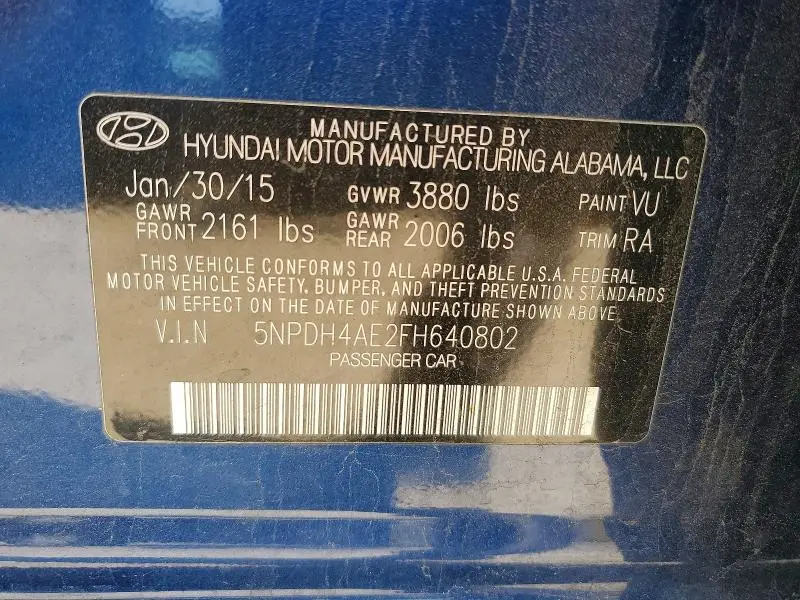 MANUFACTURED BY
HYUNDAI MOTOR MANUFACTURING ALABAMA, LLC
Jan/30/15 GVWR 3880 lbs PAINT VU
GAWR FRONT 2161 lbs GAWR REAR 2006 lbs TRIM RA
THIS VEHICLE CONFORMS TO ALL APPLICABLE U.S.A. FEDERAL
MOTOR VEHICLE SAFETY, BUMPER, AND THEFT PREVENTION STANDARDS
IN EFFECT ON THE DATE OF MANUFACTURE SHOWN ABOVE.
V.I.N 5NPDH4AE2FH640802
PASSENGER CAR